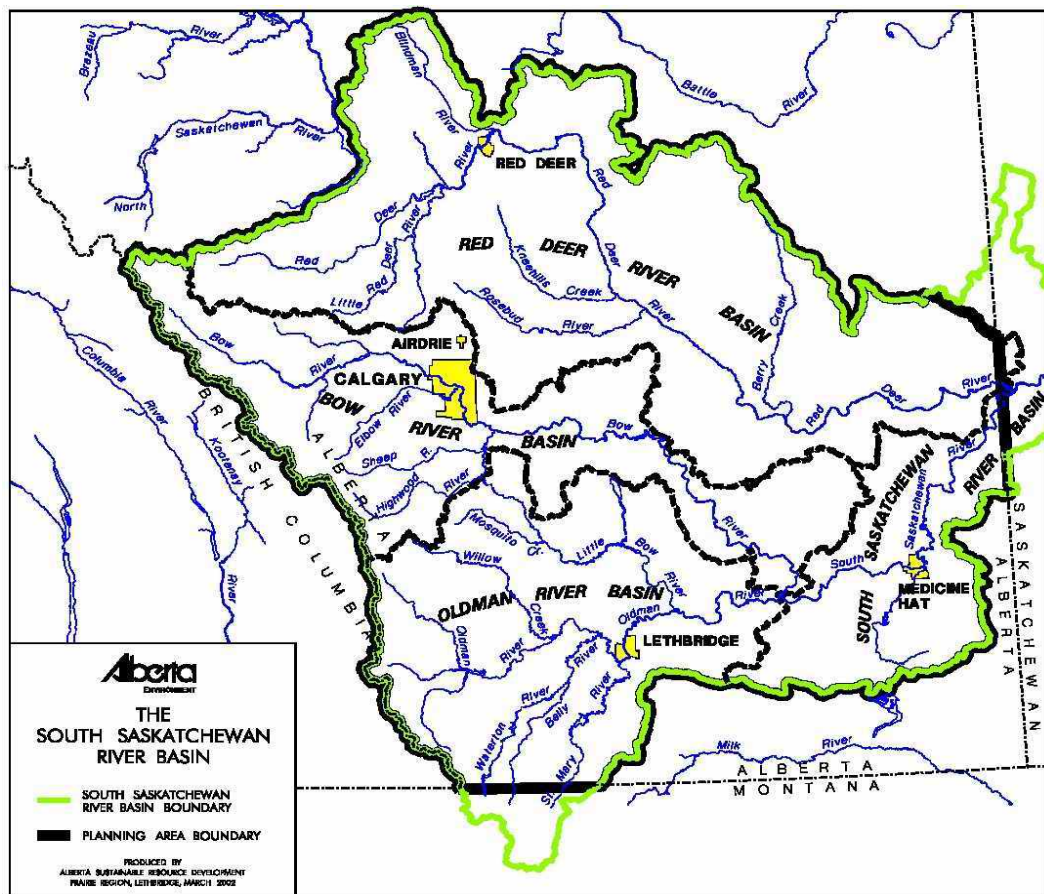 Brazeau River
Blindman River
Battle River
North Saskatchewan River
RED DEER
Red Deer River
Little Red Deer River
Red Deer River
RED DEER RIVER BASIN
Kneehills Creek
Rosebud River
Berry Creek
Red Deer River
AIRDRIE
CALGARY
Bow River
BOW RIVER BASIN
Elbow River
Sheep R.
Highwood River
Bow River
Columbia River
Kootenay River
BRITISH COLUMBIA
ALBERTA
Mosquito Cr.
Little Bow River
Willow Creek
OLDMAN RIVER BASIN
Oldman River
Oldman River
LETHBRIDGE
Waterton River
Belly River
St. Mary River
SOUTH SASKATCHEWAN RIVER BASIN
South Saskatchewan River
MEDICINE HAT
SASKATCHEWAN
ALBERTA
Milk River
ALBERTA
MONTANA
Alberta
ENVIRONMENT
THE
SOUTH SASKATCHEWAN
RIVER BASIN
SOUTH SASKATCHEWAN
RIVER BASIN BOUNDARY
PLANNING AREA BOUNDARY
PRODUCED BY
ALBERTA SUSTAINABLE RESOURCE DEVELOPMENT
PRAIRIE REGION, LETHBRIDGE, MARCH 2002